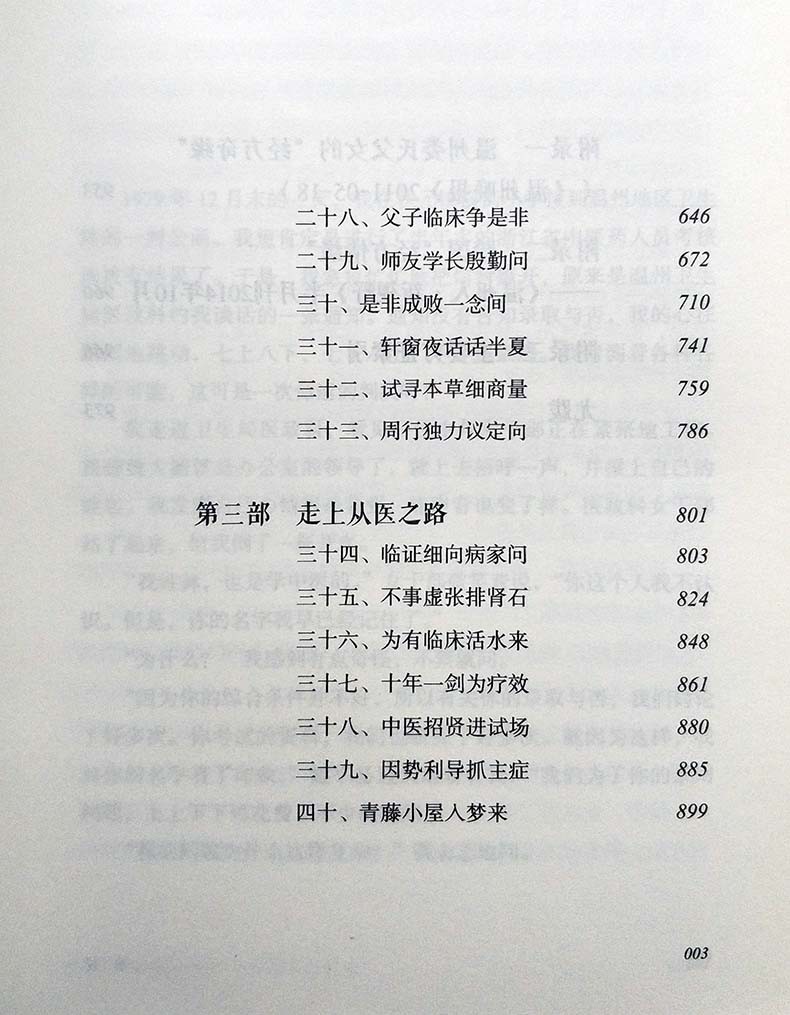 二十八、父子临床争是非 646
二十九、师友学长殷勤问 672
三十、是非成败一念间 710
三十一、轩窗夜话话半夏 741
三十二、试寻本草细商量 759
三十三、周行独力议定向 786
第三部 走上从医之路 801
三十四、临证细向病家问 803
三十五、不事虚张排肾石 824
三十六、为有临床活水来 848
三十七、十年一剑为疗效 861
三十八、中医招贤进试场 880
三十九、因势利导抓主症 885
四十、青藤小屋人梦来 899
003